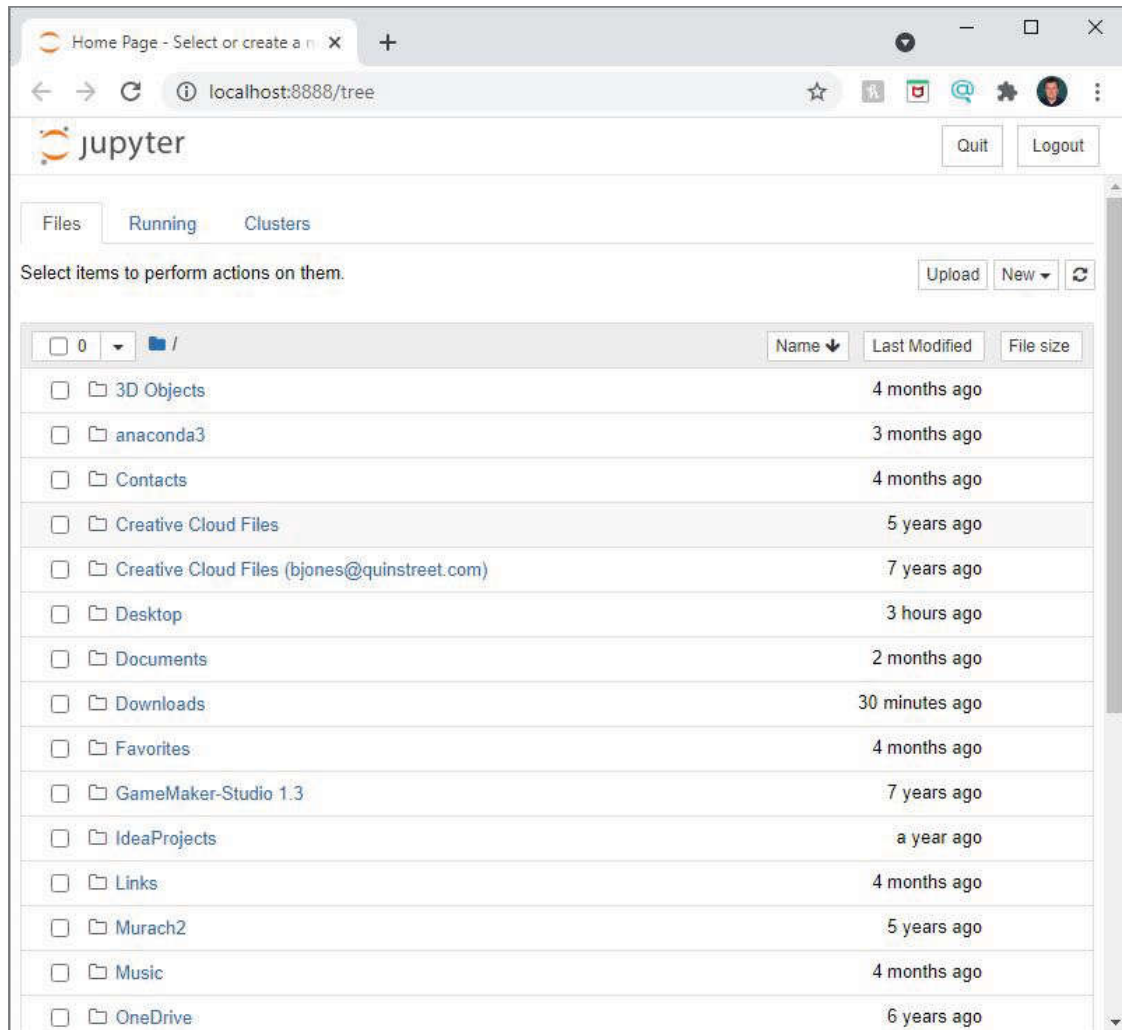 Home Page - Select or create a n
localhost:8888/tree
jupyter
Quit Logout
Files Running Clusters
Select items to perform actions on them.
Upload New
0 / Name Last Modified File size
3D Objects 4 months ago
anaconda3 3 months ago
Contacts 4 months ago
Creative Cloud Files 5 years ago
Creative Cloud Files (bjones@quinstreet.com) 7 years ago
Desktop 3 hours ago
Documents 2 months ago
Downloads 30 minutes ago
Favorites 4 months ago
GameMaker-Studio 1.3 7 years ago
IdeaProjects a year ago
Links 4 months ago
Murach2 5 years ago
Music 4 months ago
OneDrive 6 years ago